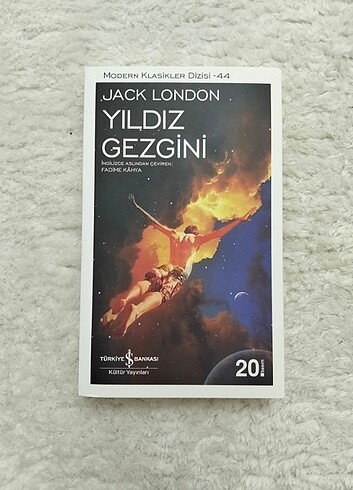 MODERN KLASİKLER DİZİSİ -44
JACK LONDON
YILDIZ
GEZGİNİ
İNGİLİZCE ASLINDAN ÇEVİREN:
FADİME KÂHYA
TÜRKİYE İŞ BANKASI
Kültür Yayınları
20.
Basım